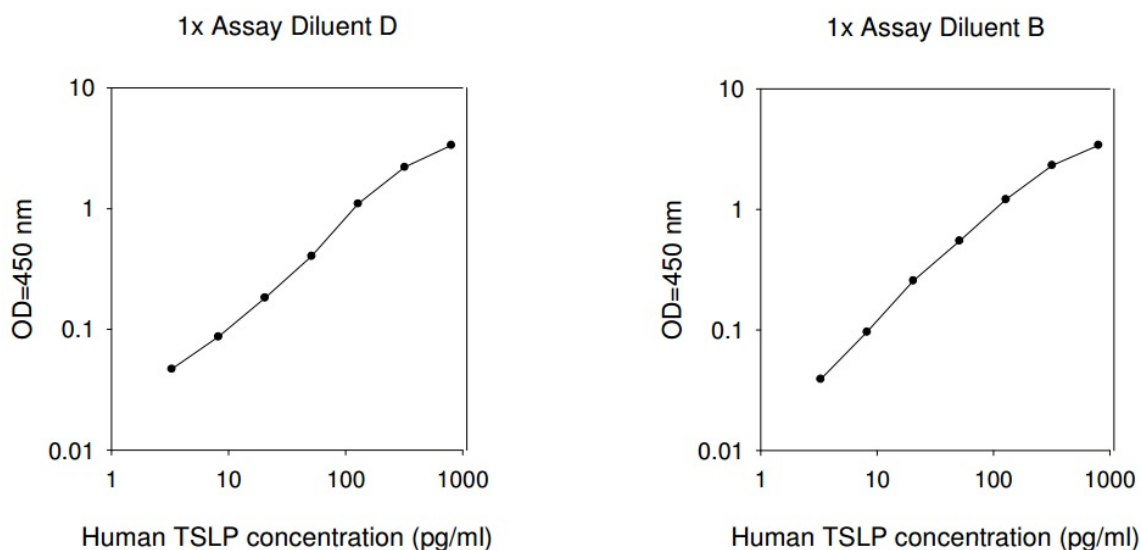 1x Assay Diluent D
10
1
0.1
0.01
OD=450 nm
1 10 100 1000
Human TSLP concentration (pg/ml)
1x Assay Diluent B
10
1
0.1
0.01
OD=450 nm
1 10 100 1000
Human TSLP concentration (pg/ml)